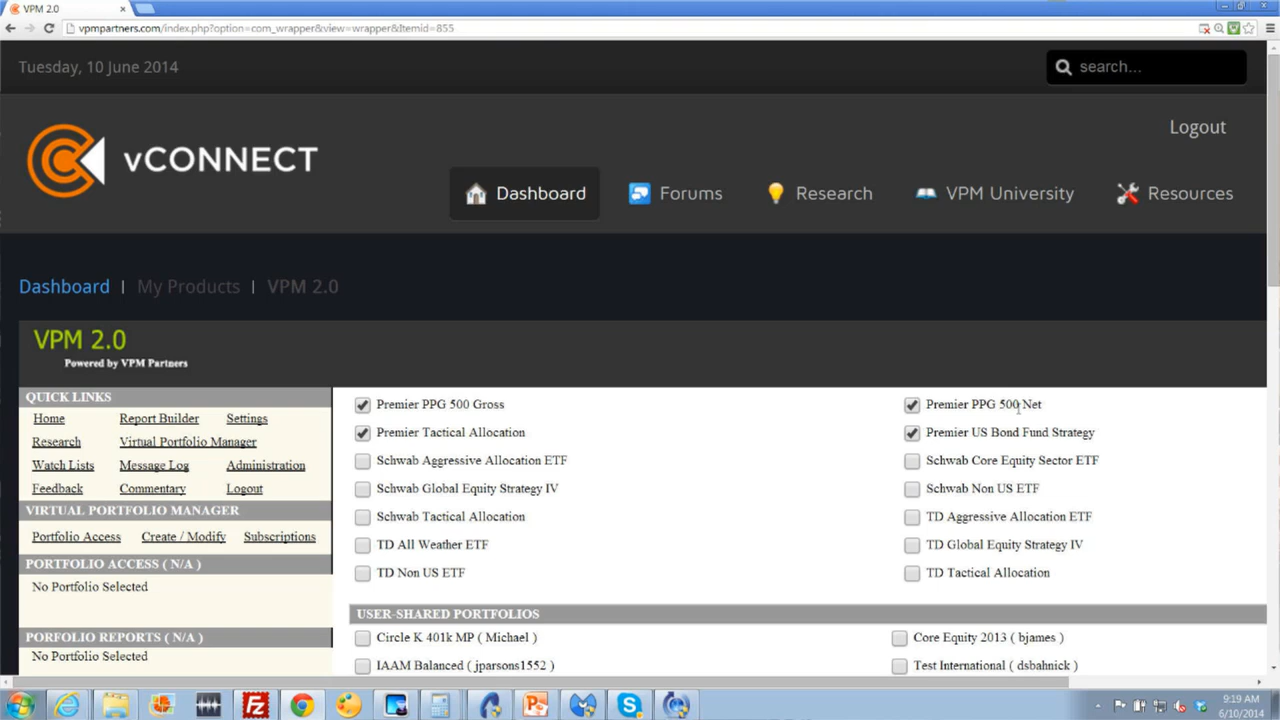 VPM 2.0
vpmpartners.com/index.php?option=com_wrapper&view=wrapper&Itemid=855
Tuesday, 10 June 2014
search...
Logout
vCONNECT
Dashboard
Forums
Research
VPM University
Resources
Dashboard | My Products | VPM 2.0
VPM 2.0
Powered by VPM Partners
QUICK LINKS
Home Report Builder Settings
Research Virtual Portfolio Manager
Watch Lists Message Log Administration
Feedback Commentary Logout
VIRTUAL PORTFOLIO MANAGER
Portfolio Access Create / Modify Subscriptions
PORTFOLIO ACCESS ( N/A )
No Portfolio Selected
PORFOLIO REPORTS ( N/A )
No Portfolio Selected
Premier PPG 500 Gross Premier PPG 500 Net
Premier Tactical Allocation Premier US Bond Fund Strategy
Schwab Aggressive Allocation ETF Schwab Core Equity Sector ETF
Schwab Global Equity Strategy IV Schwab Non US ETF
Schwab Tactical Allocation TD Aggressive Allocation ETF
TD All Weather ETF TD Global Equity Strategy IV
TD Non US ETF TD Tactical Allocation
USER-SHARED PORTFOLIOS
Circle K 401k MP ( Michael ) Core Equity 2013 ( bjames )
IAAM Balanced ( jparsons1552 ) Test International ( dsbahnick )
9:19 AM
6/10/2014